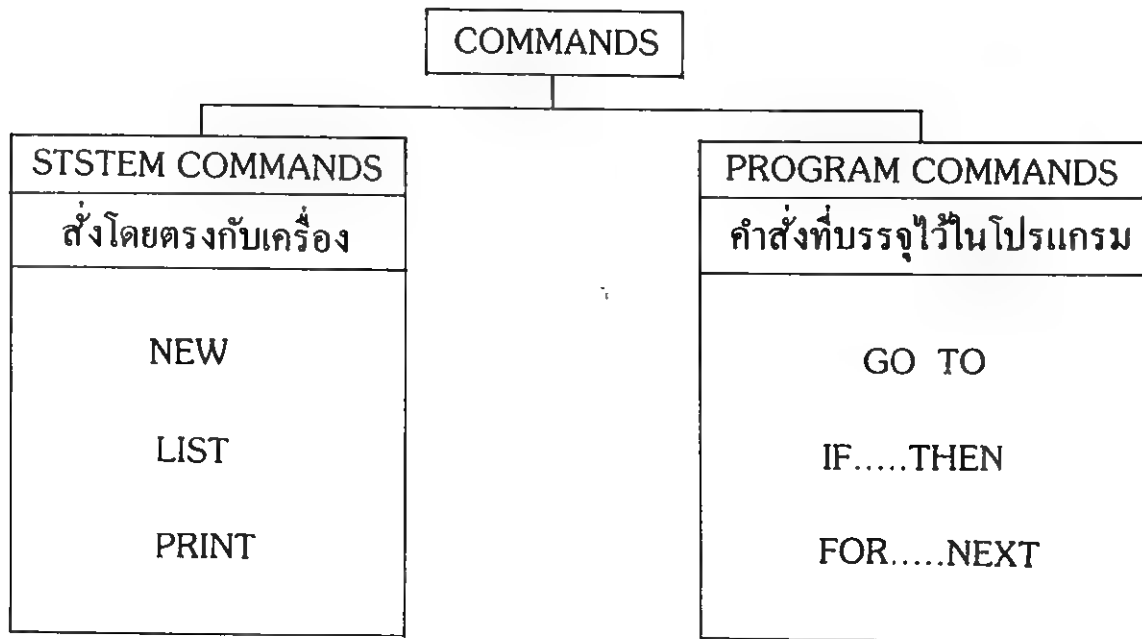 COMMANDS
STSTEM COMMANDS
สั่งโดยตรงกับเครื่อง
NEW
LIST
PRINT
PROGRAM COMMANDS
คำสั่งที่บรรจุไว้ในโปรแกรม
GO TO
IF.....THEN
FOR.....NEXT